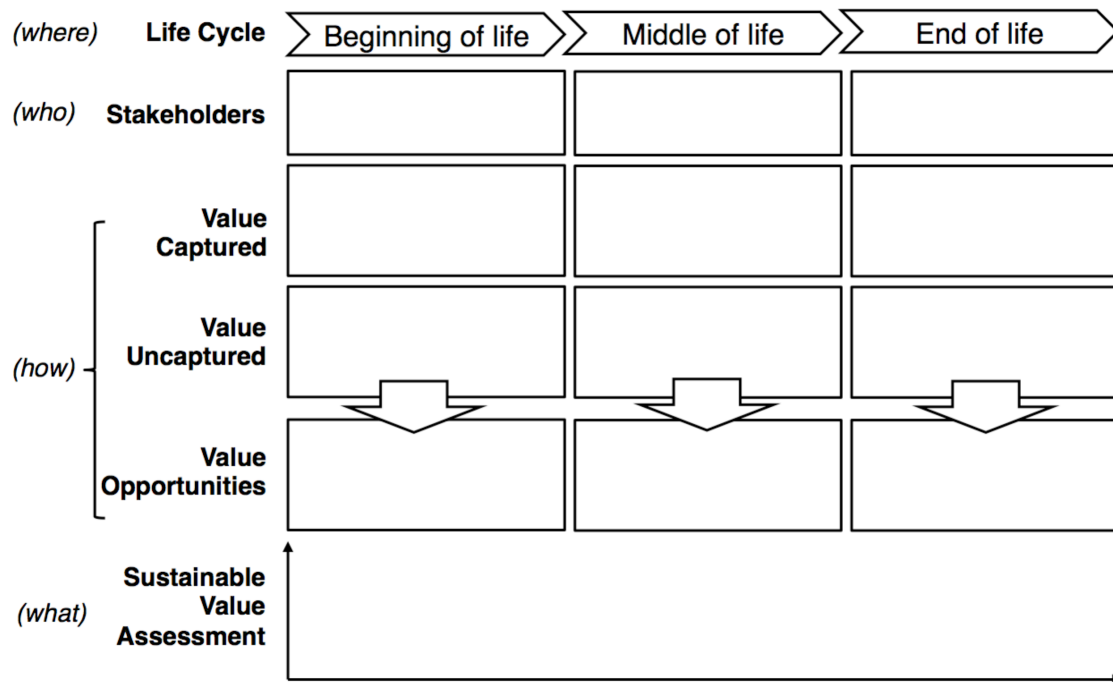 (where) Life Cycle Beginning of life Middle of life End of life
(who) Stakeholders
Value
Captured
Value
Uncaptured
(how)
Value
Opportunities
Sustainable
(what) Value
Assessment